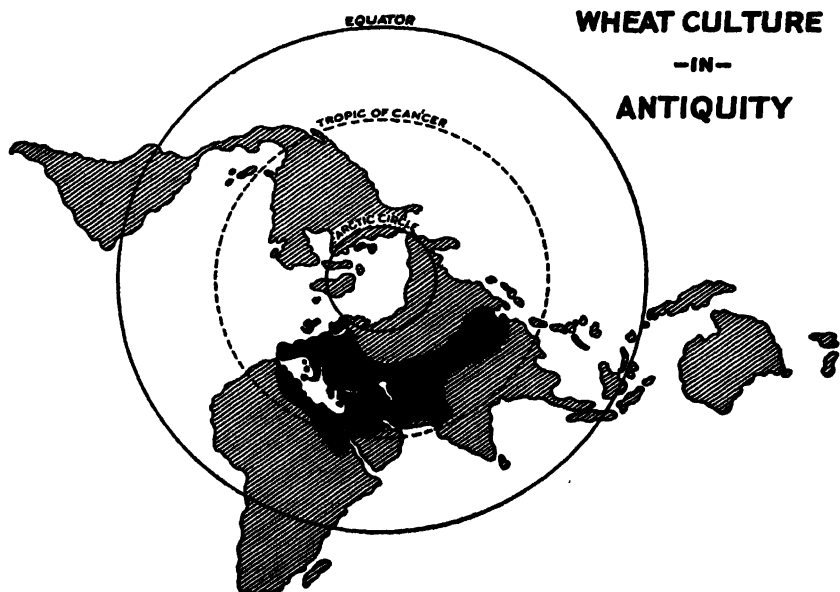 EQUATOR
WHEAT CULTURE
—IN—
ANTIQUITY
TROPIC OF CANCER
ARCTIC CIRCLE